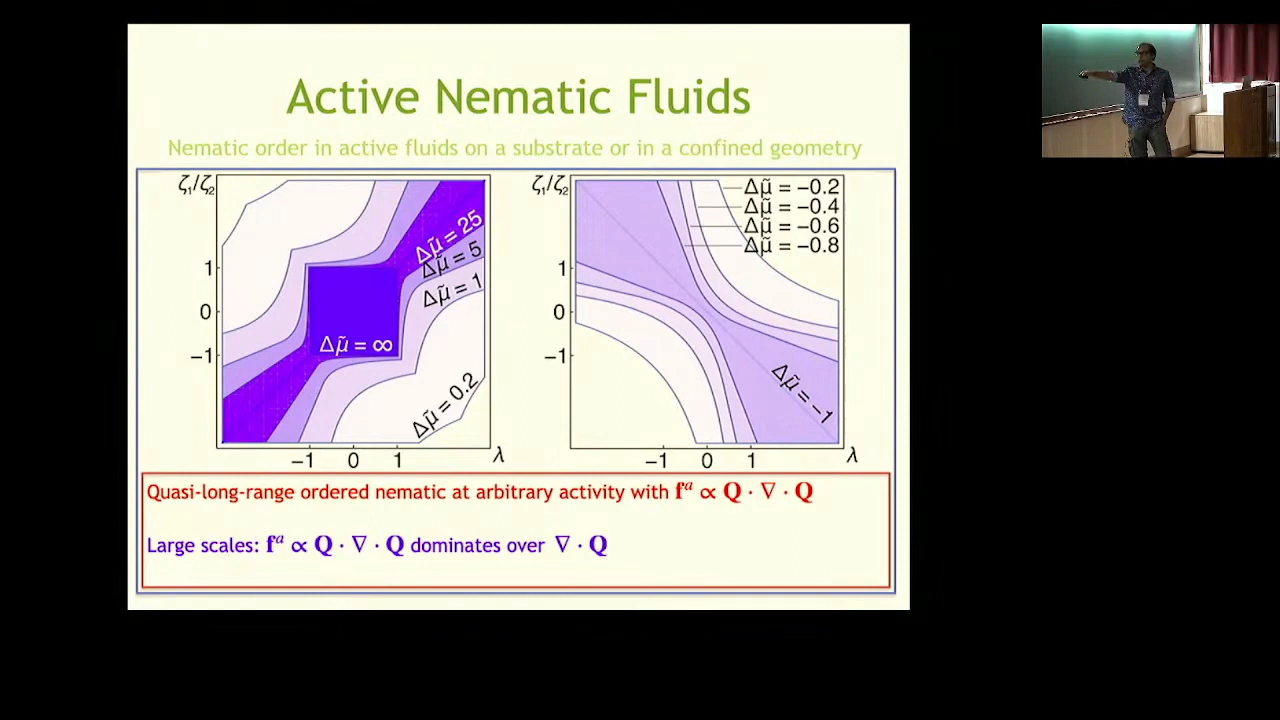 Active Nematic Fluids
Nematic order in active fluids on a substrate or in a confined geometry
ζ₁/ζ₂
1
0
−1
Δμ̃ = 25
Δμ̃ = 5
Δμ̃ = 1
Δμ̃ = ∞
Δμ̃ = 0.2
−1 0 1 λ
ζ₁/ζ₂
1
0
−1
Δμ̃ = −0.2
Δμ̃ = −0.4
Δμ̃ = −0.6
Δμ̃ = −0.8
Δμ̃ = −1
−1 0 1 λ
Quasi-long-range ordered nematic at arbitrary activity with fᵃ ∝ Q · ∇ · Q
Large scales: fᵃ ∝ Q · ∇ · Q dominates over ∇ · Q